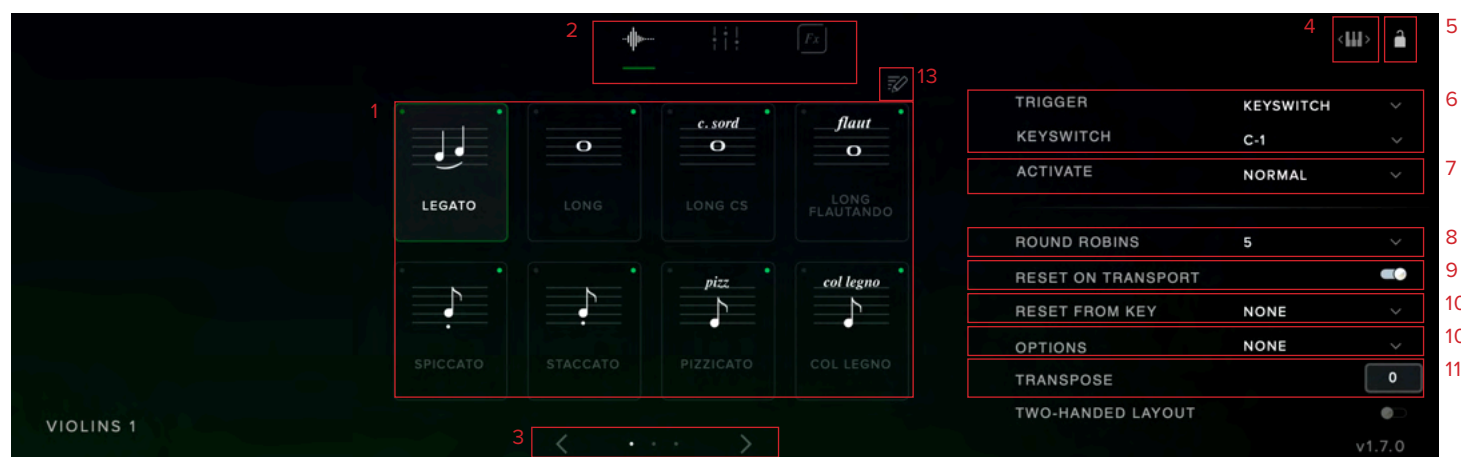 2
Fx
4
5
13
1
c. sord
flaut
LEGATO
LONG
LONG CS
LONG
FLAUTANDO
pizz
col legno
SPICCATO
STACCATO
PIZZICATO
COL LEGNO
3
VIOLINS 1
TRIGGER KEYSWITCH 6
KEYSWITCH C-1
ACTIVATE NORMAL 7
ROUND ROBINS 5 8
RESET ON TRANSPORT 9
RESET FROM KEY NONE 10
OPTIONS NONE 10
TRANSPOSE 0 11
TWO-HANDED LAYOUT
v1.7.0